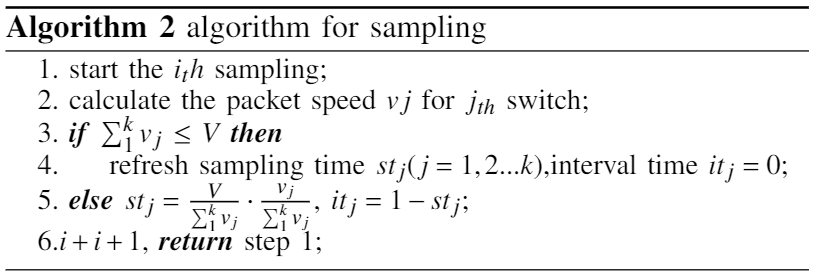 Algorithm 2 algorithm for sampling
1. start the i_th sampling;
2. calculate the packet speed vj for j_{th} switch;
3. if \sum_1^k v_j ≤ V then
4. refresh sampling time st_j(j = 1,2...k),interval time it_j = 0;
5. else st_j = \frac{V}{\sum_1^k v_j} · \frac{v_j}{\sum_1^k v_j}, it_j = 1 − st_j;
6.i + i + 1, return step 1;